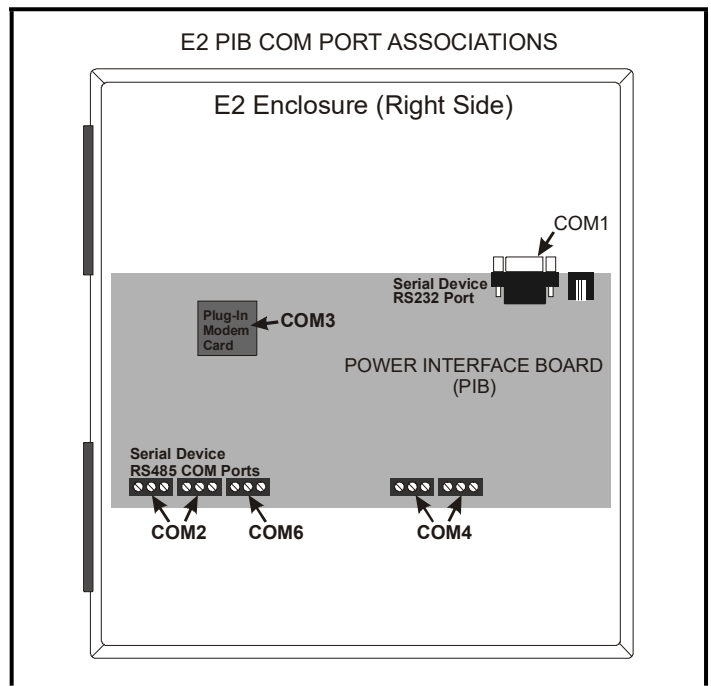 E2 PIB COM PORT ASSOCIATIONS
E2 Enclosure (Right Side)
COM1
Serial Device
RS232 Port
Plug-In
Modem
Card
COM3
POWER INTERFACE BOARD
(PIB)
Serial Device
RS485 COM Ports
COM2
COM6
COM4